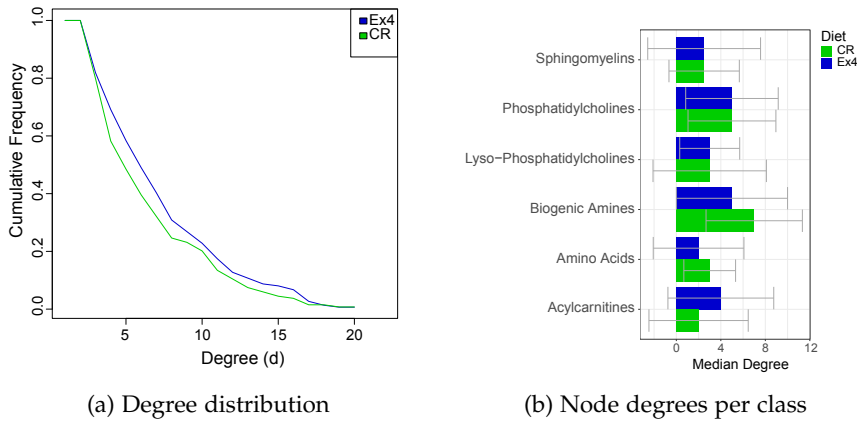 1.0
0.8
0.6
0.4
0.2
0.0
Cumulative Frequency
Ex4
CR
5
10
15
20
Degree (d)
(a) Degree distribution
Sphingomyelins
Phosphatidylcholines
Lyso−Phosphatidylcholines
Biogenic Amines
Amino Acids
Acylcarnitines
0
4
8
12
Median Degree
Diet
CR
Ex4
(b) Node degrees per class